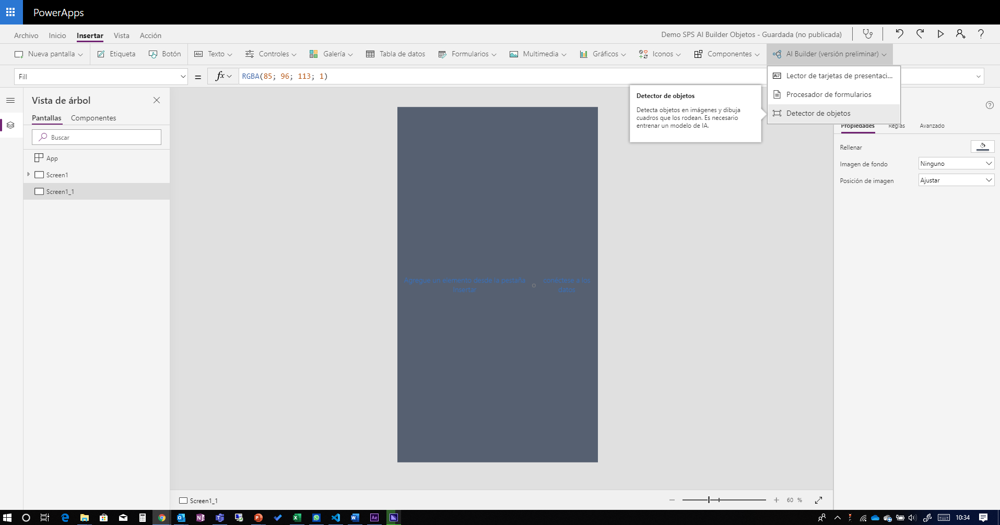 PowerApps
Archivo Inicio Insertar Vista Acción
Demo SPS AI Builder Objetos - Guardada (no publicada)
Nueva pantalla Etiqueta Botón Texto Controles Galería Tabla de datos Formularios Multimedia Gráficos Iconos Componentes AI Builder (versión preliminar)
Fill = fx RGBA(85; 96; 113; 1)
Lector de tarjetas de presentaci...
Procesador de formularios
Detector de objetos
Detector de objetos
Detecta objetos en imágenes y dibuja
cuadros que los rodean. Es necesario
entrenar un modelo de IA.
Vista de árbol
Pantallas Componentes
Buscar
App
Screen1
Screen1_1
Agregue un elemento desde la pestaña
Insertar
o
conéctese a los
datos
Propiedades Reglas Avanzado
Rellenar
Imagen de fondo Ninguno
Posición de imagen Ajustar
Screen1_1
60 %
10:34